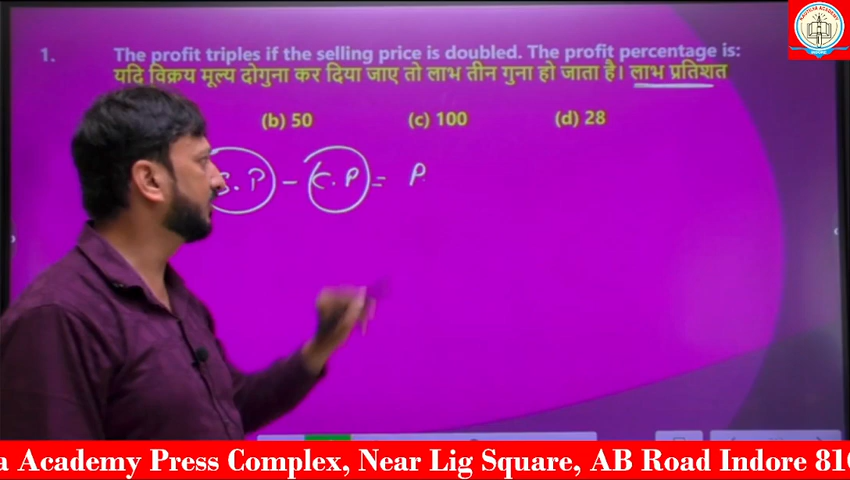 1. The profit triples if the selling price is doubled. The profit percentage is:
यदि विक्रय मूल्य दोगुना कर दिया जाए तो लाभ तीन गुना हो जाता है। लाभ प्रतिशत
(b) 50 (c) 100 (d) 28
S.P - C.P = P.
a Academy Press Complex, Near Lig Square, AB Road Indore 810